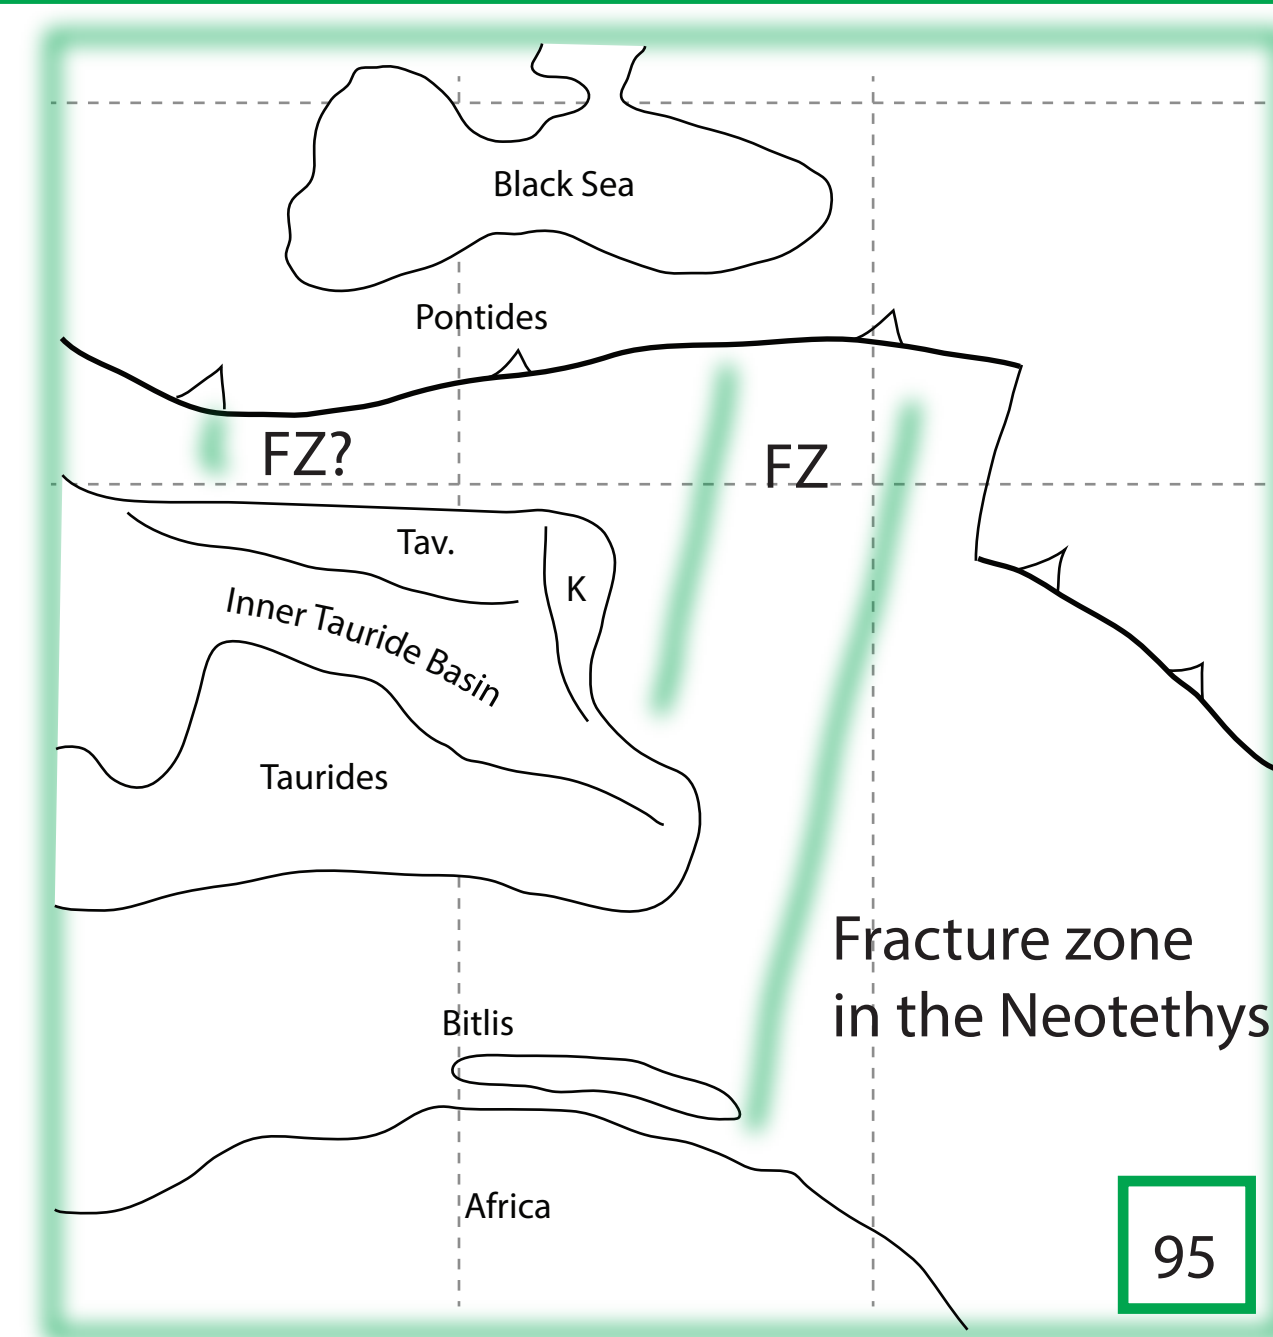 Black Sea
Pontides
FZ?
FZ
Tav.
K
Inner Tauride Basin
Taurides
Fracture zone
in the Neotethys
Bitlis
Africa
95